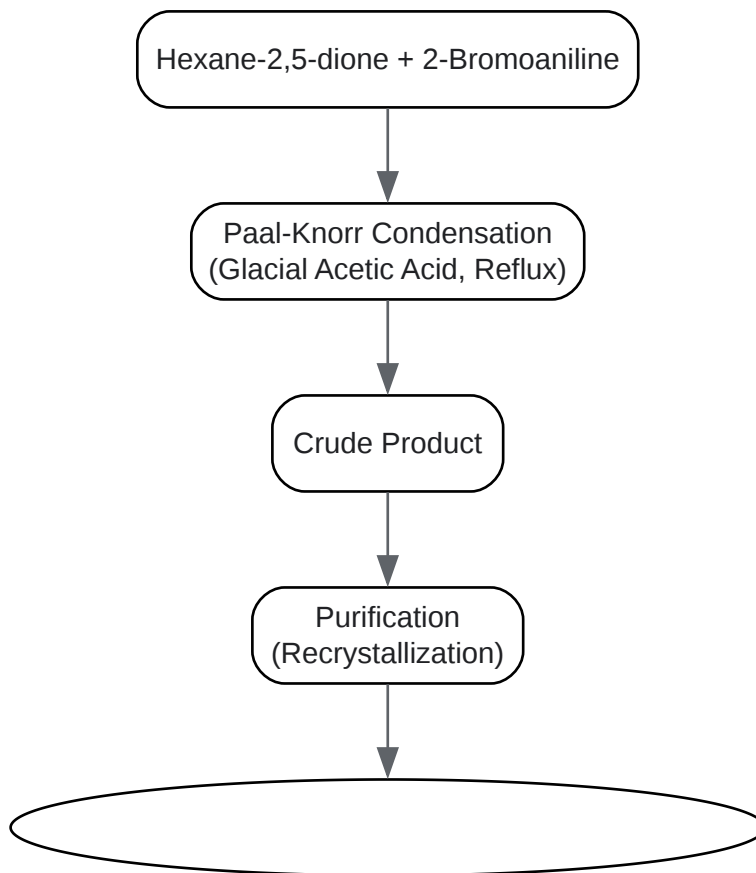 Hexane-2,5-dione + 2-Bromoaniline
Paal-Knorr Condensation
(Glacial Acetic Acid, Reflux)
Crude Product
Purification
(Recrystallization)